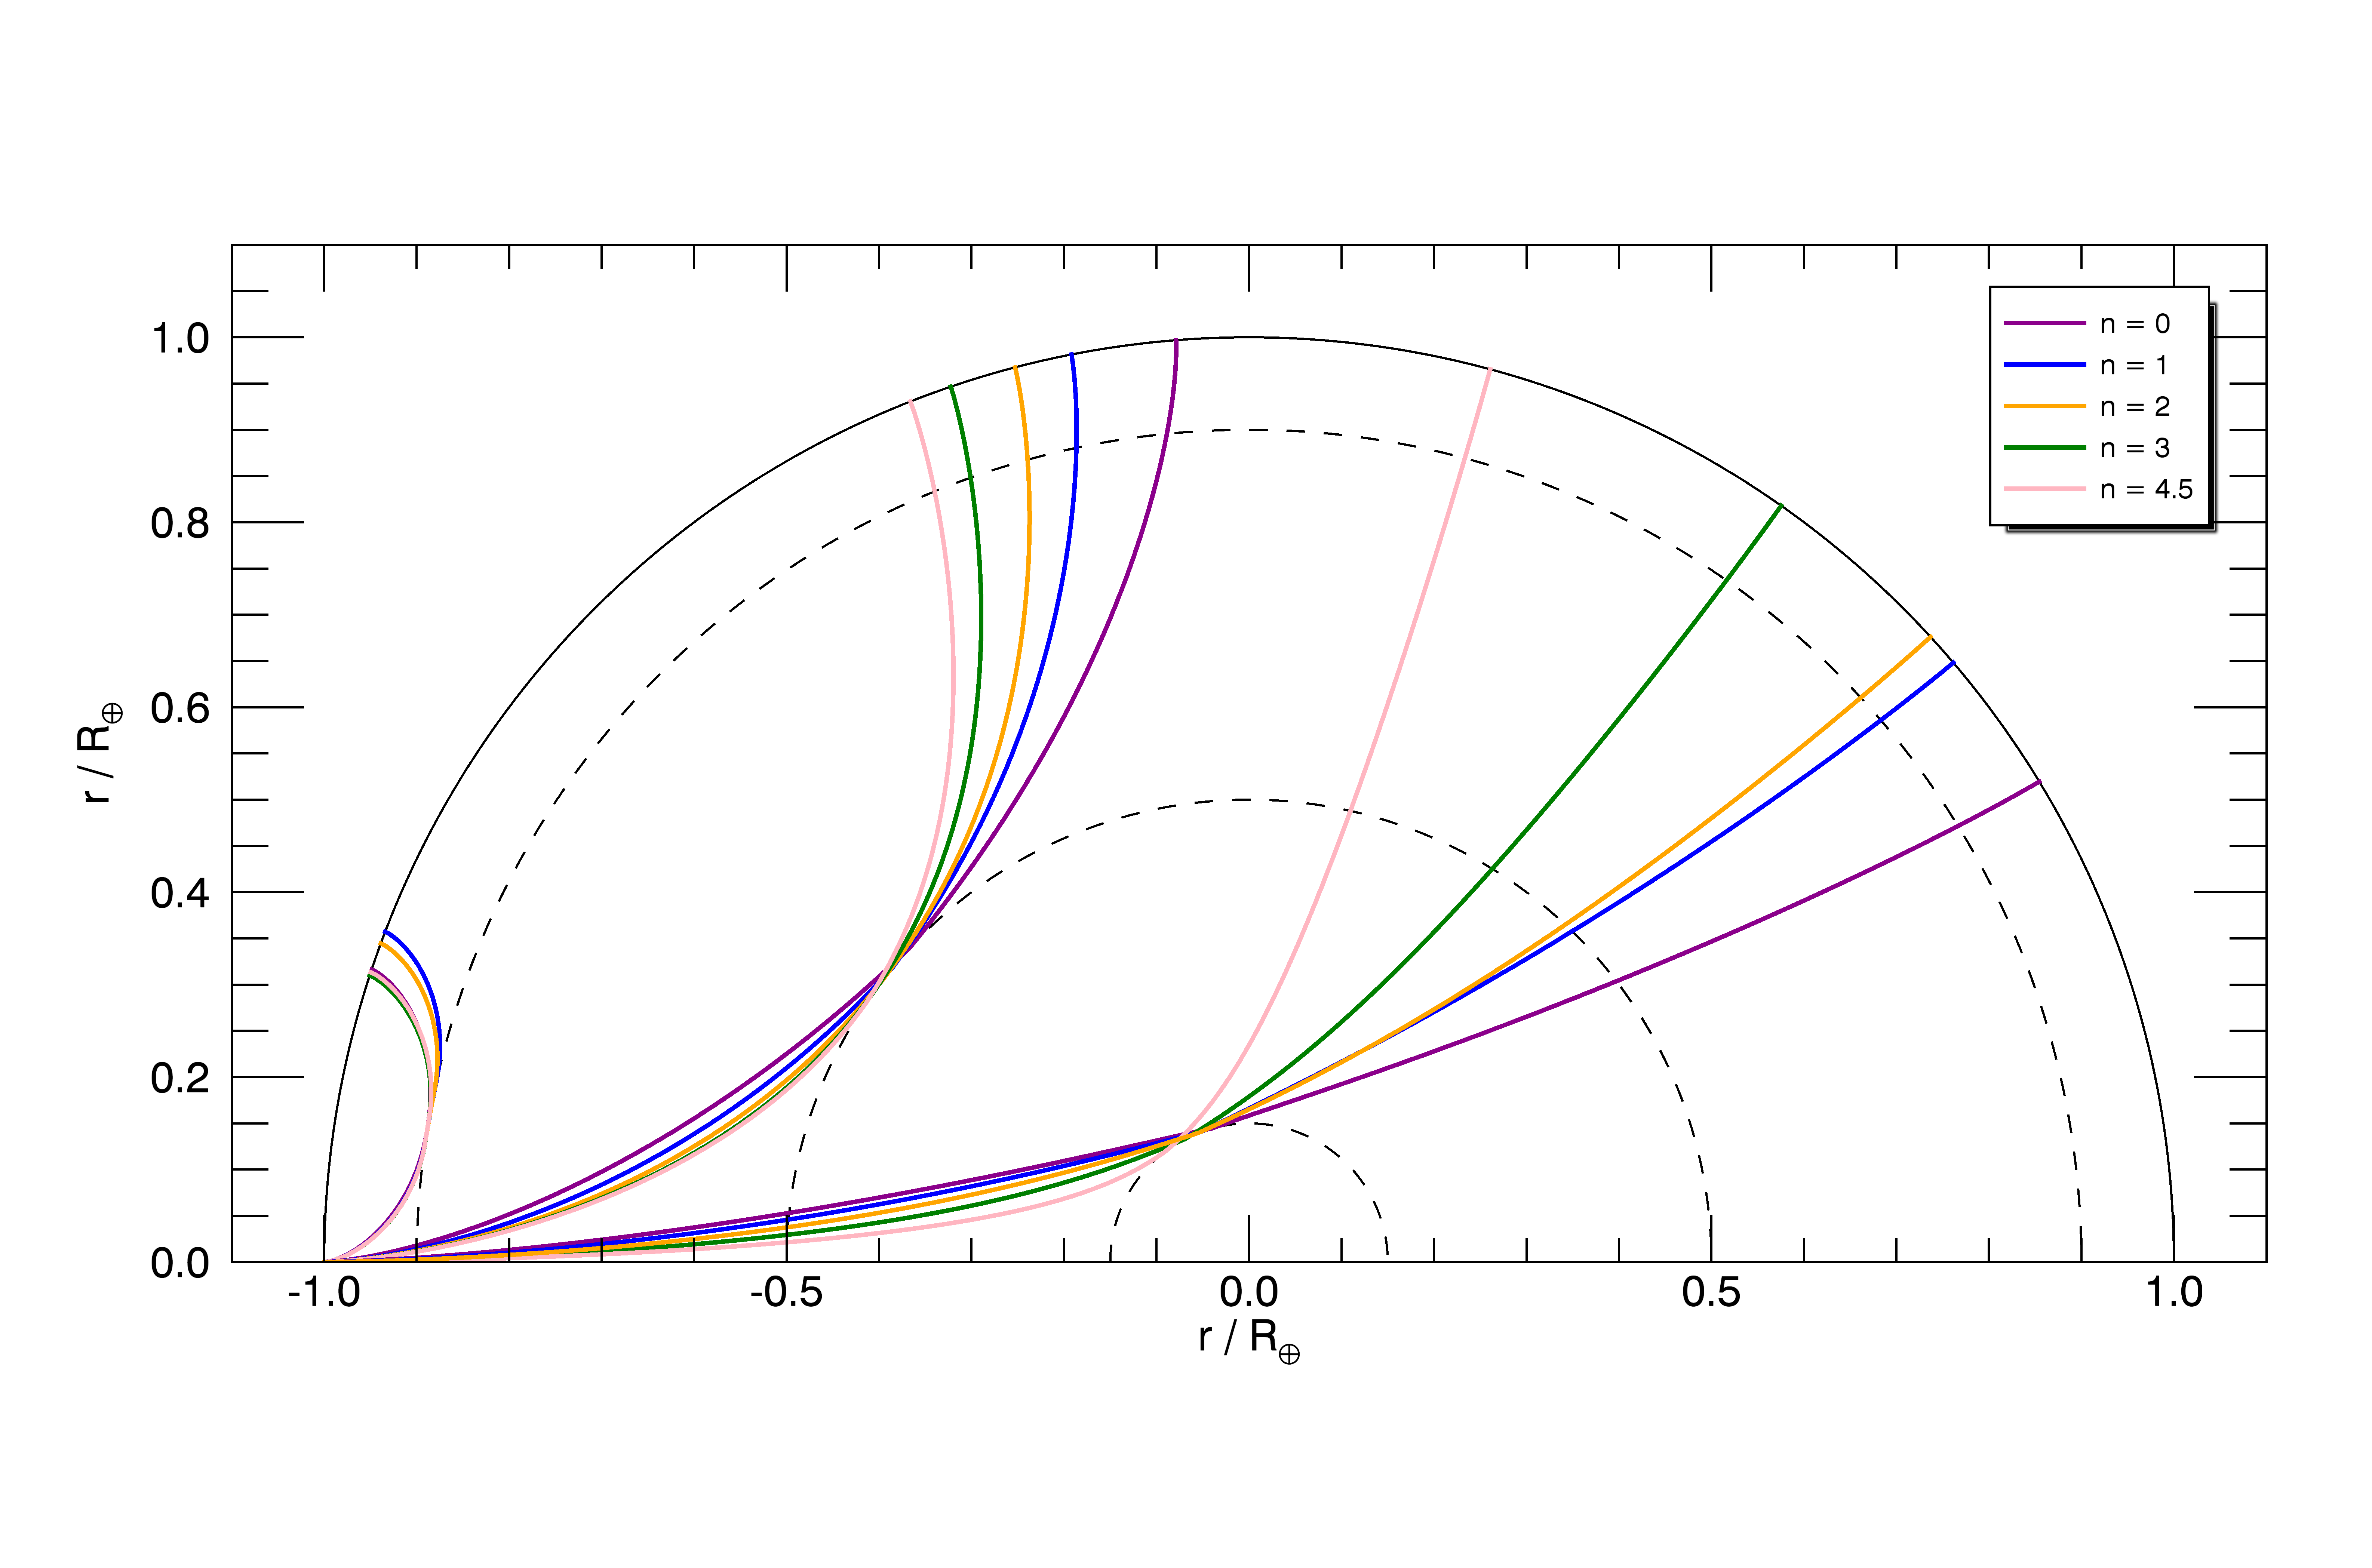 n = 0
n = 1
n = 2
n = 3
n = 4.5
1.0
0.8
0.6
0.4
0.2
0.0
r / R⊕
-1.0 -0.5 0.0 0.5 1.0
r / R⊕